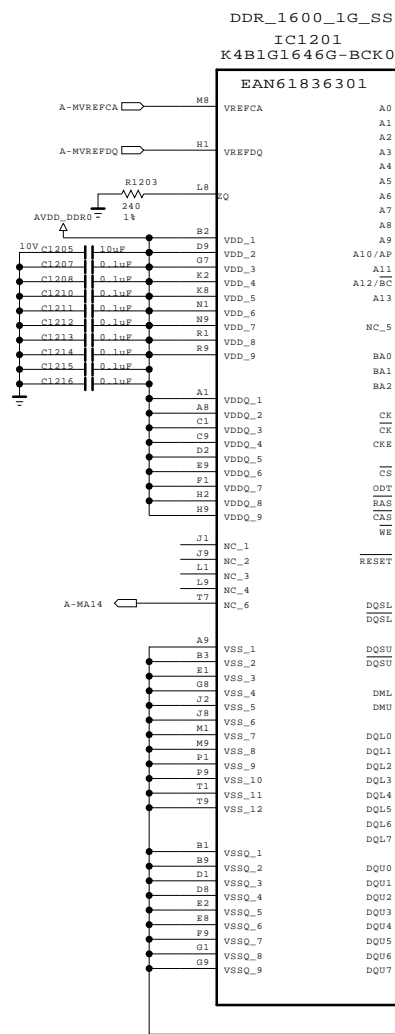 DDR_1600_1G_SS
IC1201
K4B1G1646G-BCK0
EAN61836301
A-MVREFCA M8 VREFCA A0
A1
A2
A-MVREFDQ H1 VREFDQ A3
A4
A5
R1203 L8 ZQ A6
240
1%
A7
AVDD_DDR0
A8
B2 VDD_1 A9
10V C1205 10uF D9 VDD_2 A10/AP
C1207 0.1uF G7 VDD_3 A11
C1208 0.1uF K2 VDD_4 A12/BC
C1210 0.1uF K8 VDD_5 A13
C1211 0.1uF N1 VDD_6
C1212 0.1uF N9 VDD_7 NC_5
C1213 0.1uF R1 VDD_8
C1214 0.1uF R9 VDD_9 BA0
C1215 0.1uF BA1
C1216 0.1uF BA2
A1 VDDQ_1
A8 VDDQ_2 CK
C1 VDDQ_3 CK
C9 VDDQ_4 CKE
D2 VDDQ_5
E9 VDDQ_6 CS
F1 VDDQ_7 ODT
H2 VDDQ_8 RAS
H9 VDDQ_9 CAS
WE
J1 NC_1
J9 NC_2 RESET
L1 NC_3
L9 NC_4
A-MA14 T7 NC_6 DQSL
DQSL
A9 VSS_1 DQSU
B3 VSS_2 DQSU
E1 VSS_3
G8 VSS_4 DML
J2 VSS_5 DMU
J8 VSS_6
M1 VSS_7 DQL0
M9 VSS_8 DQL1
P1 VSS_9 DQL2
P9 VSS_10 DQL3
T1 VSS_11 DQL4
T9 VSS_12 DQL5
DQL6
DQL7
B1 VSSQ_1
B9 VSSQ_2 DQU0
D1 VSSQ_3 DQU1
D8 VSSQ_4 DQU2
E2 VSSQ_5 DQU3
E8 VSSQ_6 DQU4
F9 VSSQ_7 DQU5
G1 VSSQ_8 DQU6
G9 VSSQ_9 DQU7